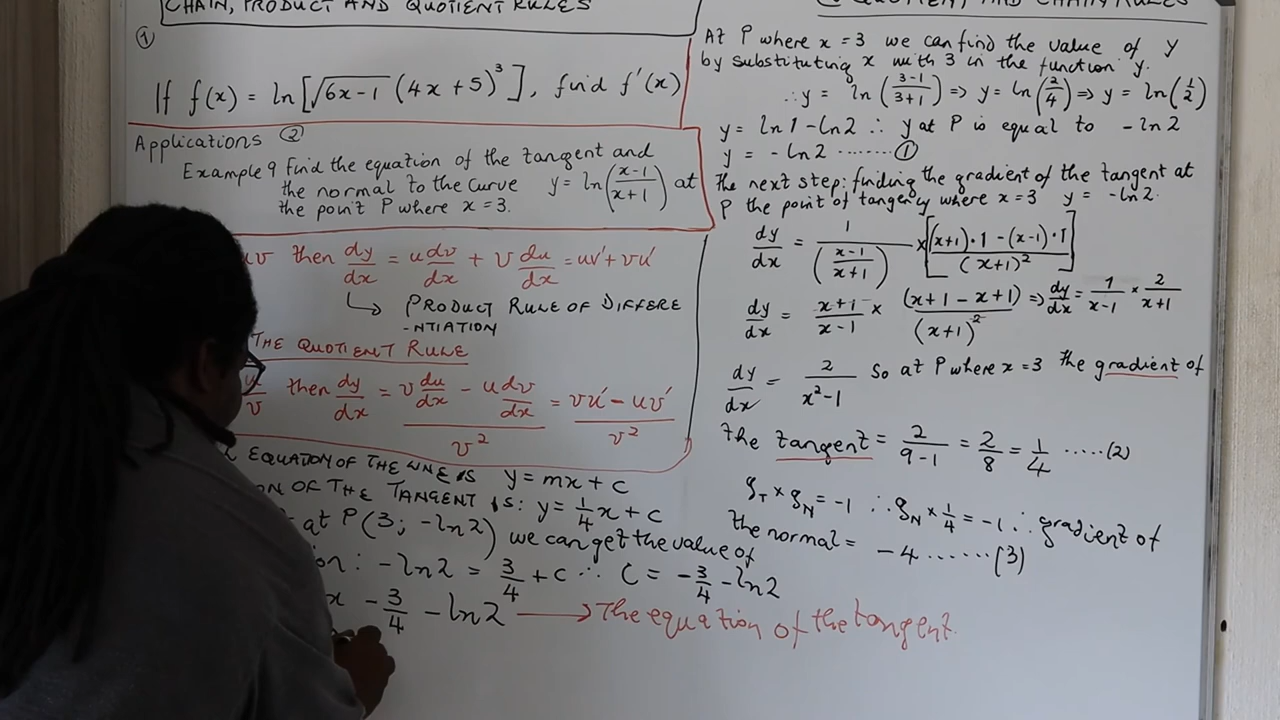 CHAIN, PRODUCT AND QUOTIENT RULES
①
If f(x) = ln[√6x-1 (4x+5)³], find f'(x)
Applications ②
Example 9 Find the equation of the tangent and
the normal to the curve y = ln(x-1/x+1) at
the point P where x = 3.
uv then dy/dx = u dv/dx + v du/dx = uv' + vu'
↳ PRODUCT RULE OF DIFFERE
-NTIATION
THE QUOTIENT RULE
u/v then dy/dx = (v du/dx - u dv/dx)/v² = (vu' - uv')/v²
EQUATION OF THE LINE IS y = mx + c
OF THE TANGENT IS: y = 1/4 x + c
at P(3; -ln2) we can get the value of
: -ln2 = 3/4 + c ∴ C = -3/4 - ln2
x - 3/4 - ln2 → The equation of the tangent.
QUOTIENT AND CHAIN RULES
At P where x = 3 we can find the value of y
by substituting x with 3 in the function y.
∴ y = ln(3-1/3+1) ⇒ y = ln(2/4) ⇒ y = ln(1/2)
y = ln1 - ln2 ∴ y at P is equal to -ln2
y = -ln2 ........ ①
The next step: finding the gradient of the tangent at
P the point of tangency where x = 3 y = -ln2.
dy/dx = 1/((x-1)/(x+1)) × [((x+1)·1 - (x-1)·1)/(x+1)²]
dy/dx = (x+1)/(x-1) × (x+1-x+1)/(x+1)² ⇒ dy/dx = 1/(x-1) × 2/(x+1)
dy/dx = 2/(x²-1) So at P where x = 3 the gradient of
the tangent = 2/(9-1) = 2/8 = 1/4 .....(2)
gT × gN = -1 ∴ gN × 1/4 = -1 ∴ gradient of
the normal = -4 ....... (3)